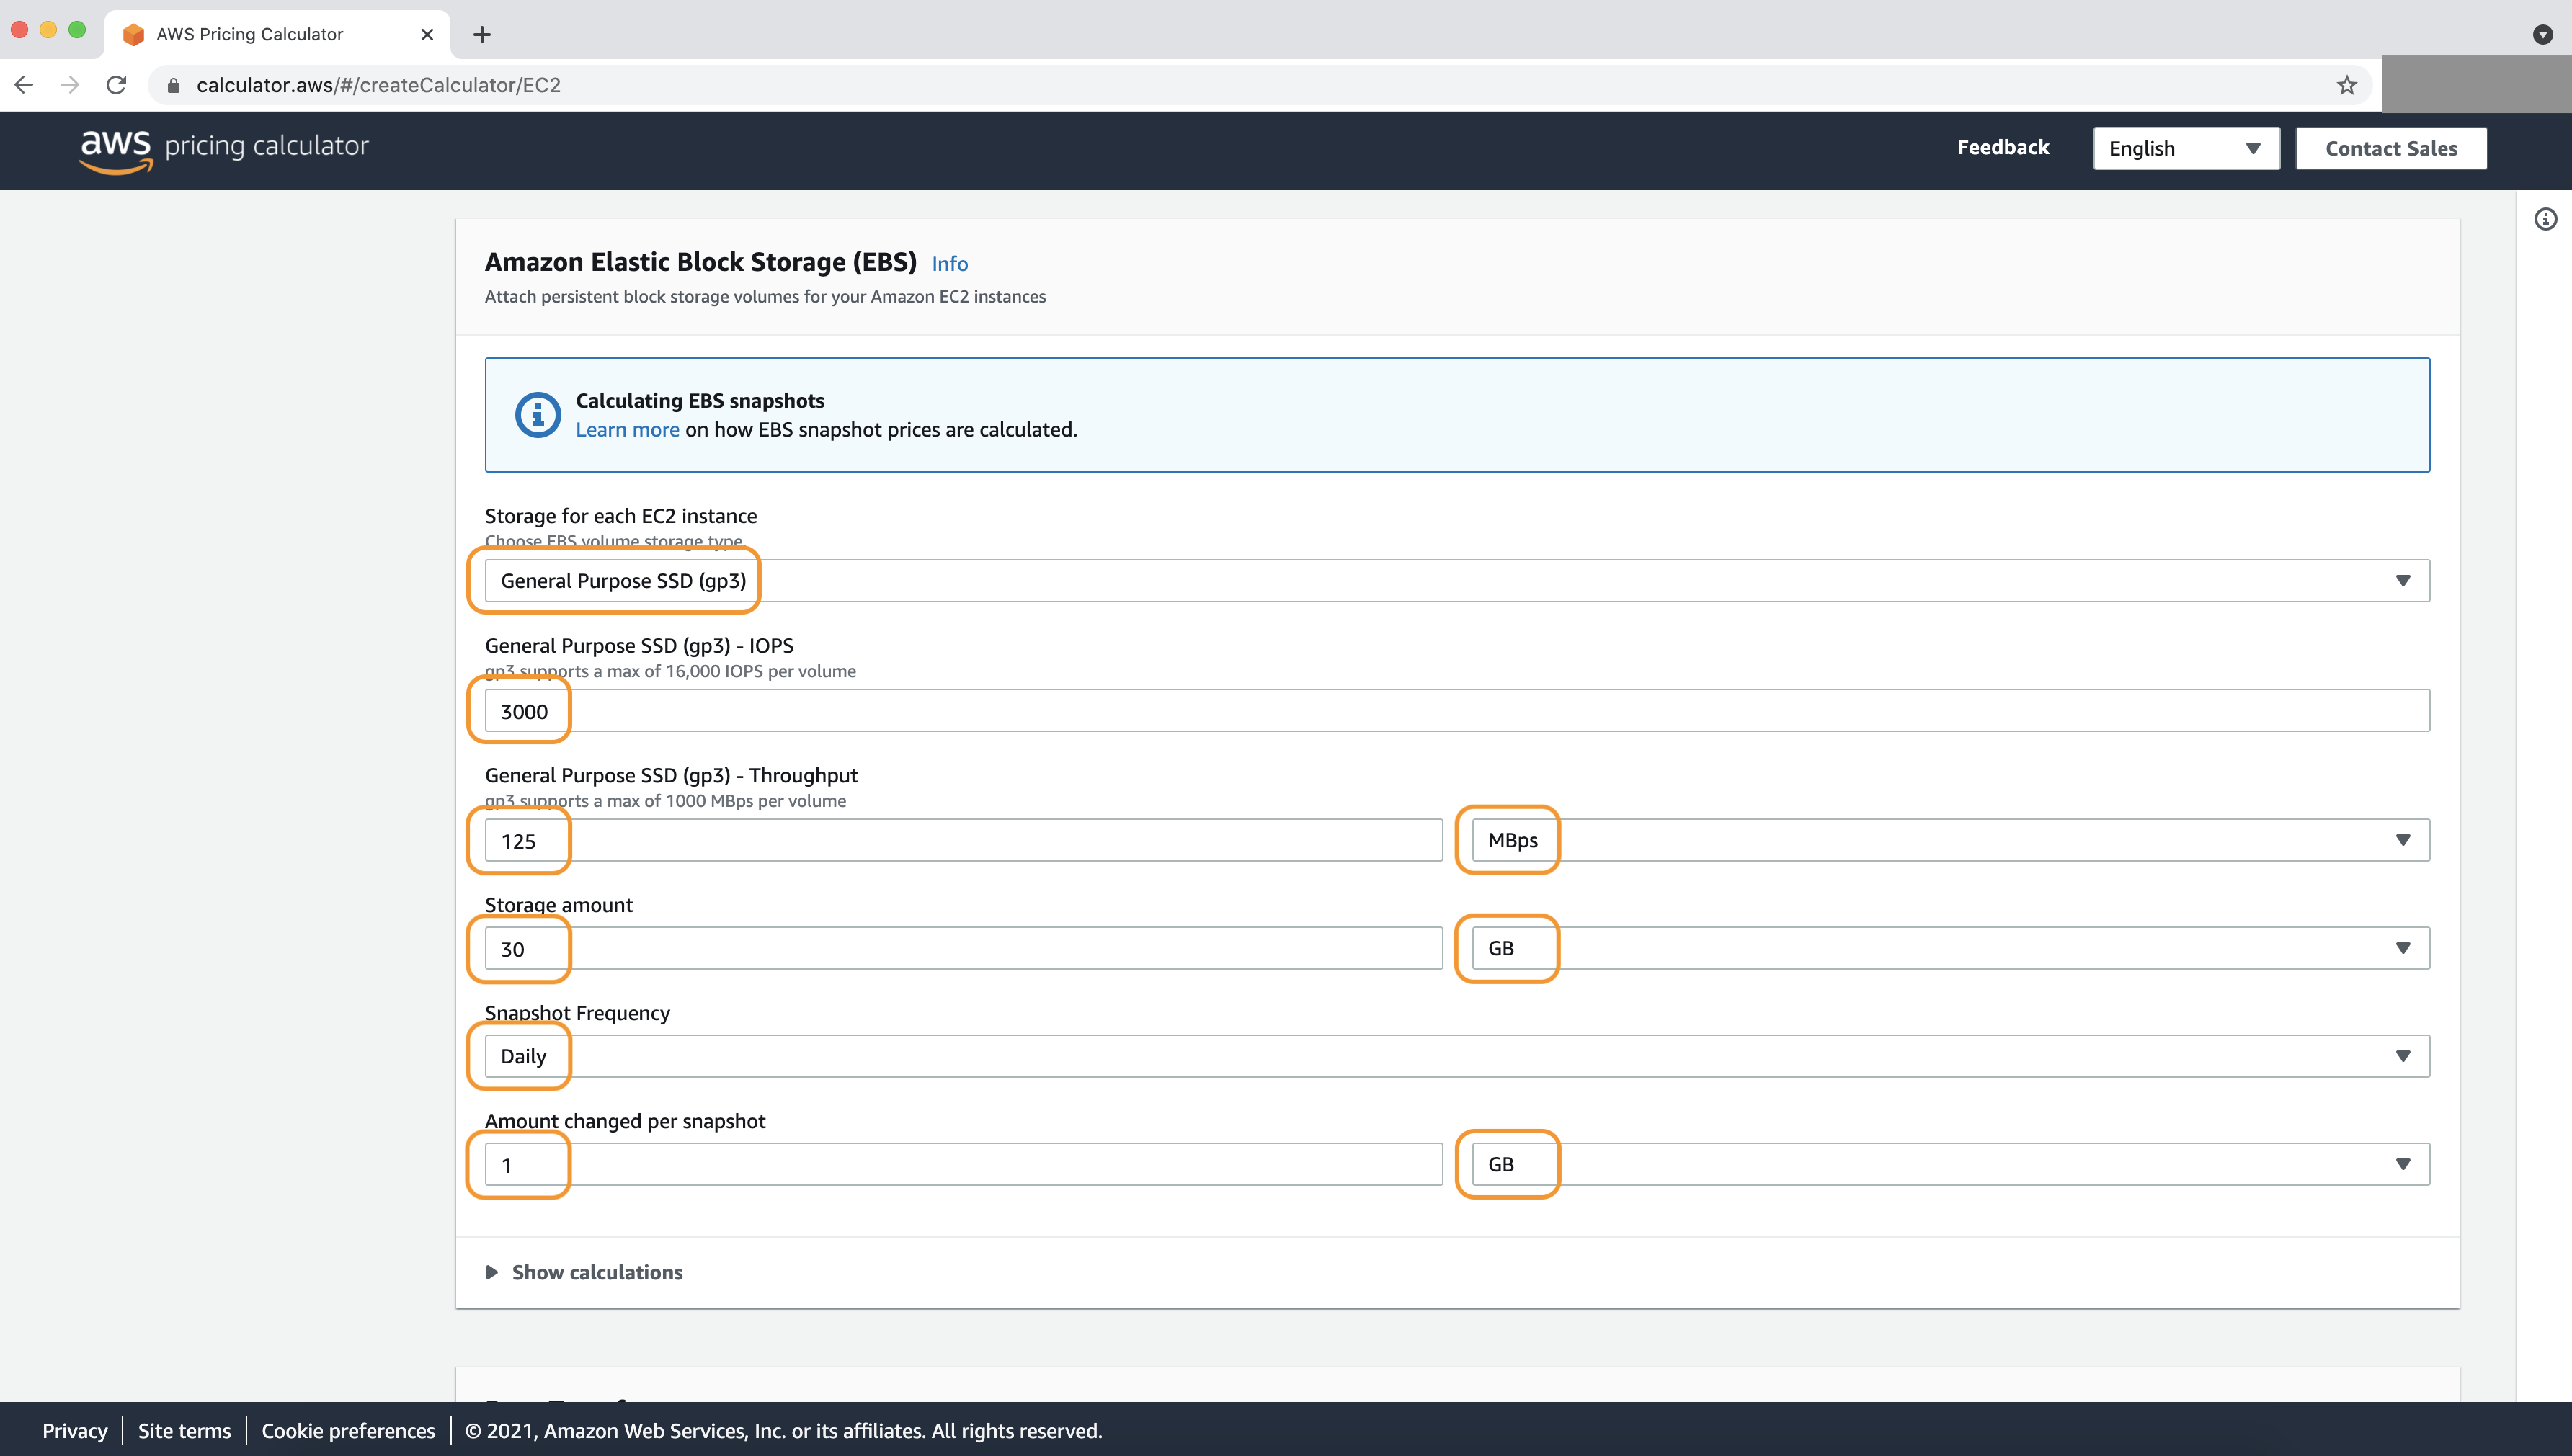 AWS Pricing Calculator
calculator.aws/#/createCalculator/EC2
aws pricing calculator
Feedback
English
Contact Sales
Amazon Elastic Block Storage (EBS) Info
Attach persistent block storage volumes for your Amazon EC2 instances
Calculating EBS snapshots
Learn more on how EBS snapshot prices are calculated.
Storage for each EC2 instance
Choose EBS volume storage type
General Purpose SSD (gp3)
General Purpose SSD (gp3) - IOPS
gp3 supports a max of 16,000 IOPS per volume
3000
General Purpose SSD (gp3) - Throughput
gp3 supports a max of 1000 MBps per volume
125 MBps
Storage amount
30 GB
Snapshot Frequency
Daily
Amount changed per snapshot
1 GB
Show calculations
Privacy | Site terms | Cookie preferences | © 2021, Amazon Web Services, Inc. or its affiliates. All rights reserved.